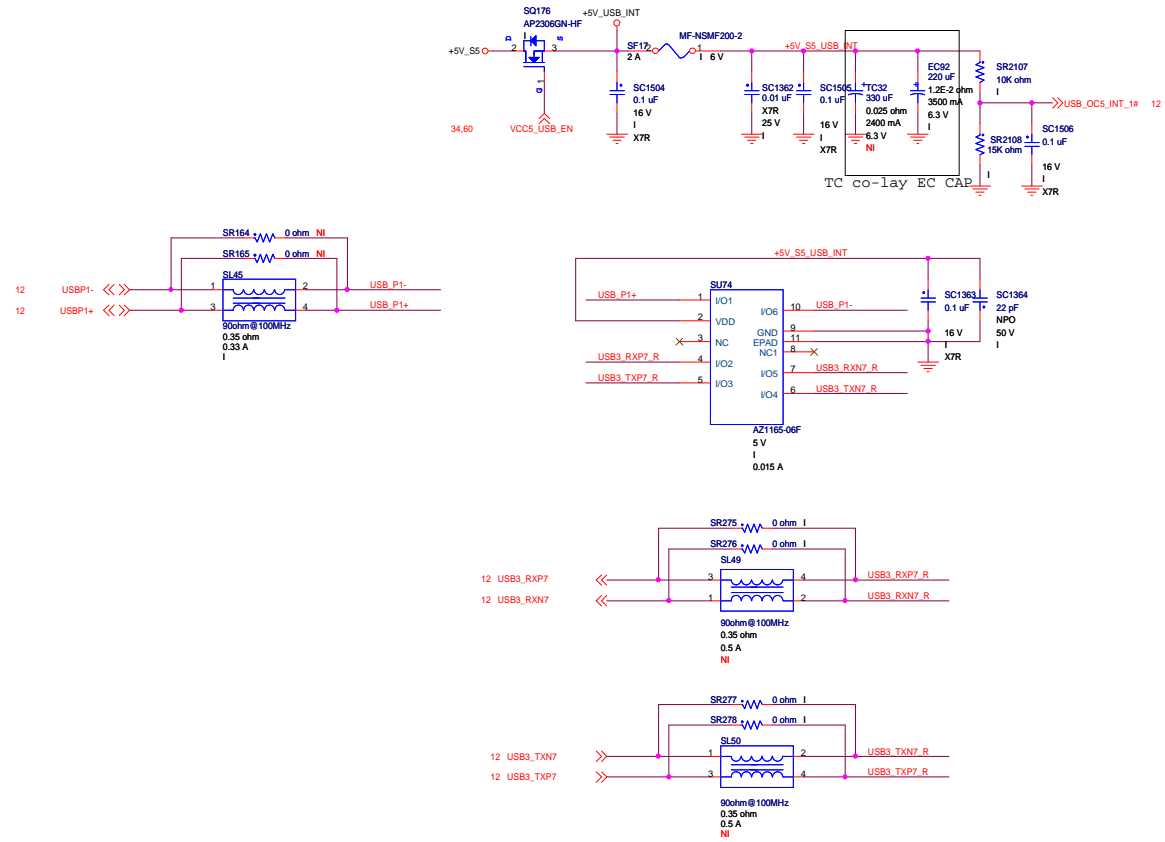 SQ176
AP2306GN-HF
I
+5V_USB_INT
D
S
G
+5V_S5
2
3
1
VCC5_USB_EN
34,60
SF17
2 A
2
1
MF-NSMF200-2
I
6 V
+5V_S5_USB_INT
SC1504
0.1 uF
16 V
I
X7R
SC1362
0.01 uF
X7R
25 V
I
SC1505
0.1 uF
16 V
I
X7R
TC32
330 uF
0.025 ohm
2400 mA
6.3 V
NI
EC92
220 uF
1.2E-2 ohm
3500 mA
6.3 V
I
TC co-lay EC CAP
SR2107
10K ohm
I
USB_OC5_INT_1# 12
SR2108
15K ohm
I
SC1506
0.1 uF
16 V
I
X7R
SR164 0 ohm NI
SR165 0 ohm NI
SL45
12 USBP1- 1 2 USB_P1-
12 USBP1+ 3 4 USB_P1+
90ohm@100MHz
0.35 ohm
0.33 A
I
+5V_S5_USB_INT
SU74
USB_P1+ 1 I/O1
2 VDD
3 NC
USB3_RXP7_R 4 I/O2
USB3_TXP7_R 5 I/O3
I/O6 10 USB_P1-
GND 9
EPAD 11
NC1 8
I/O5 7 USB3_RXN7_R
I/O4 6 USB3_TXN7_R
AZ1165-06F
5 V
I
0.015 A
SC1363
0.1 uF
16 V
I
X7R
SC1364
22 pF
NPO
50 V
I
SR275 0 ohm I
SR276 0 ohm I
SL49
12 USB3_RXP7 3 4 USB3_RXP7_R
12 USB3_RXN7 1 2 USB3_RXN7_R
90ohm@100MHz
0.35 ohm
0.5 A
NI
SR277 0 ohm I
SR278 0 ohm I
SL50
12 USB3_TXN7 1 2 USB3_TXN7_R
12 USB3_TXP7 3 4 USB3_TXP7_R
90ohm@100MHz
0.35 ohm
0.5 A
NI